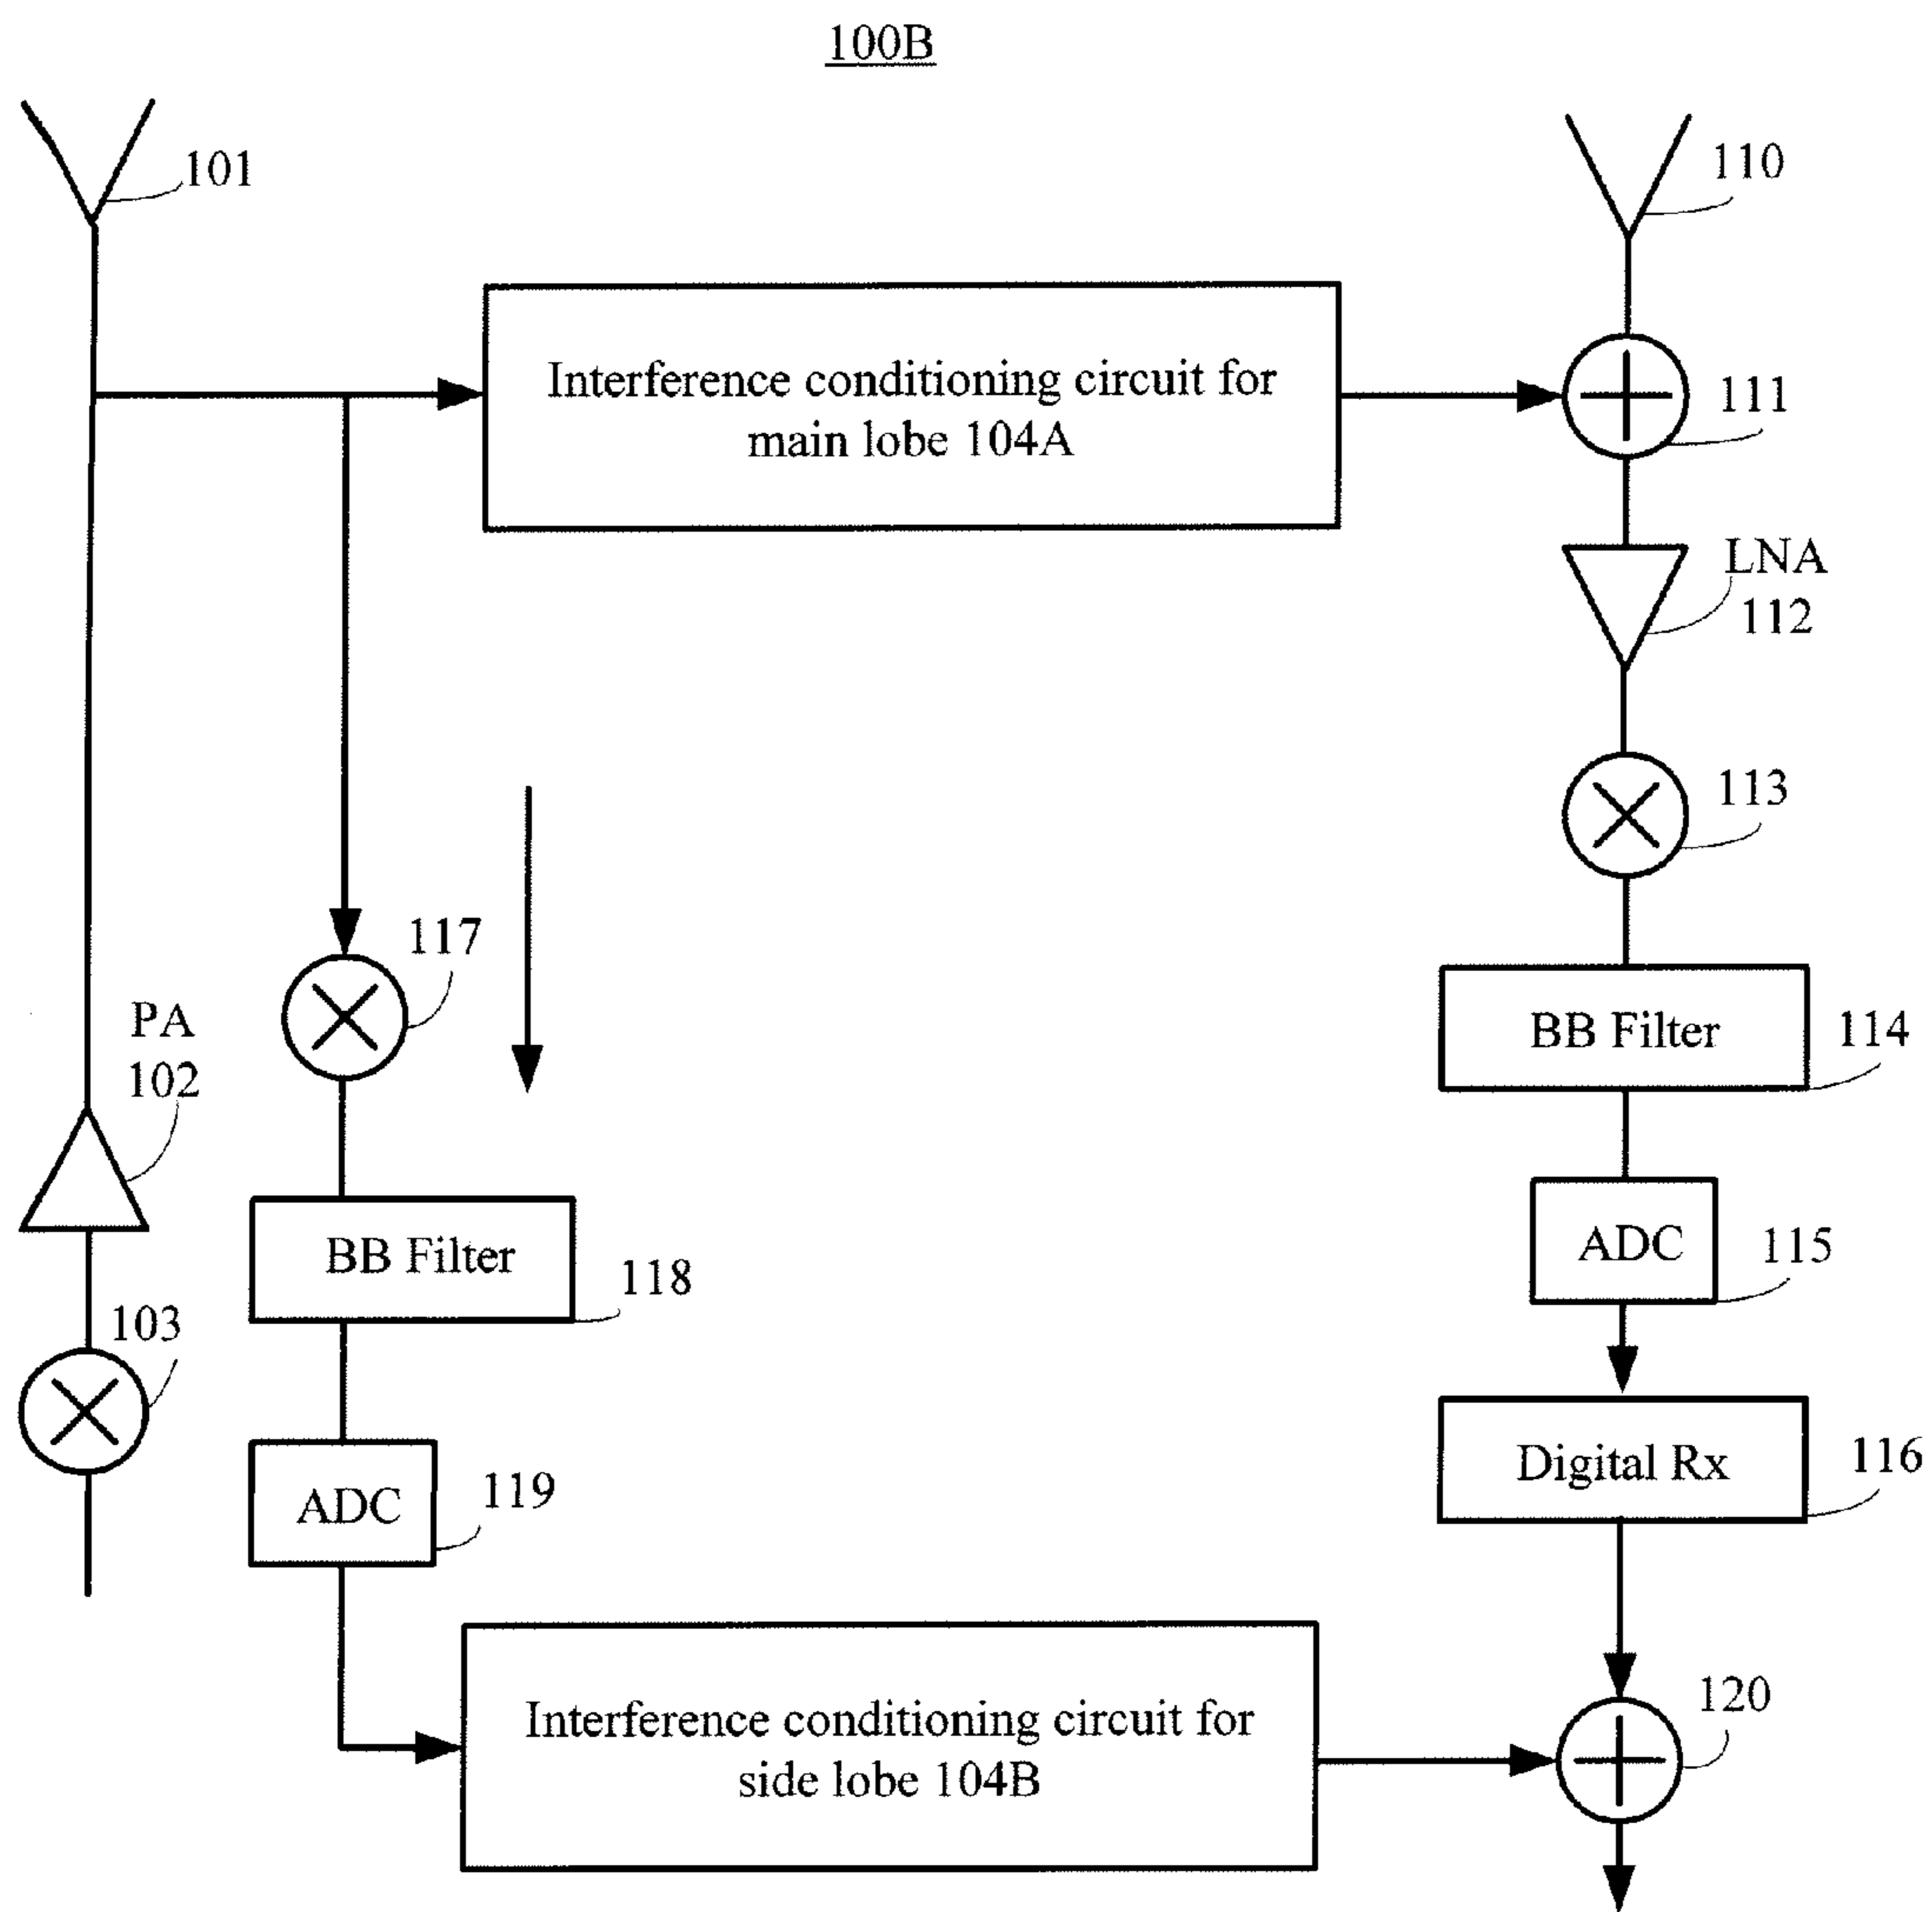 100B
101
110
Interference conditioning circuit for
main lobe 104A
111
LNA
112
113
117
PA
102
BB Filter
114
BB Filter
118
ADC
115
103
Digital Rx
116
ADC
119
Interference conditioning circuit for
side lobe 104B
120